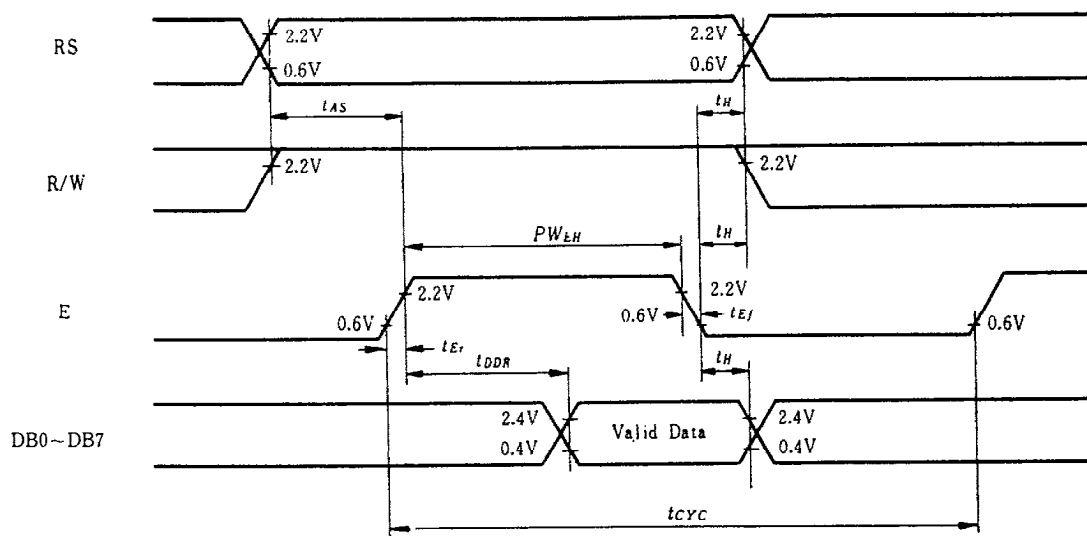 RS
2.2V
0.6V
2.2V
0.6V
tAS
tH
R/W
2.2V
2.2V
PWEH
tH
E
2.2V
0.6V
2.2V
0.6V
tEf
0.6V
tEr
tDDR
tH
DB0~DB7
2.4V
0.4V
Valid Data
2.4V
0.4V
tCYC